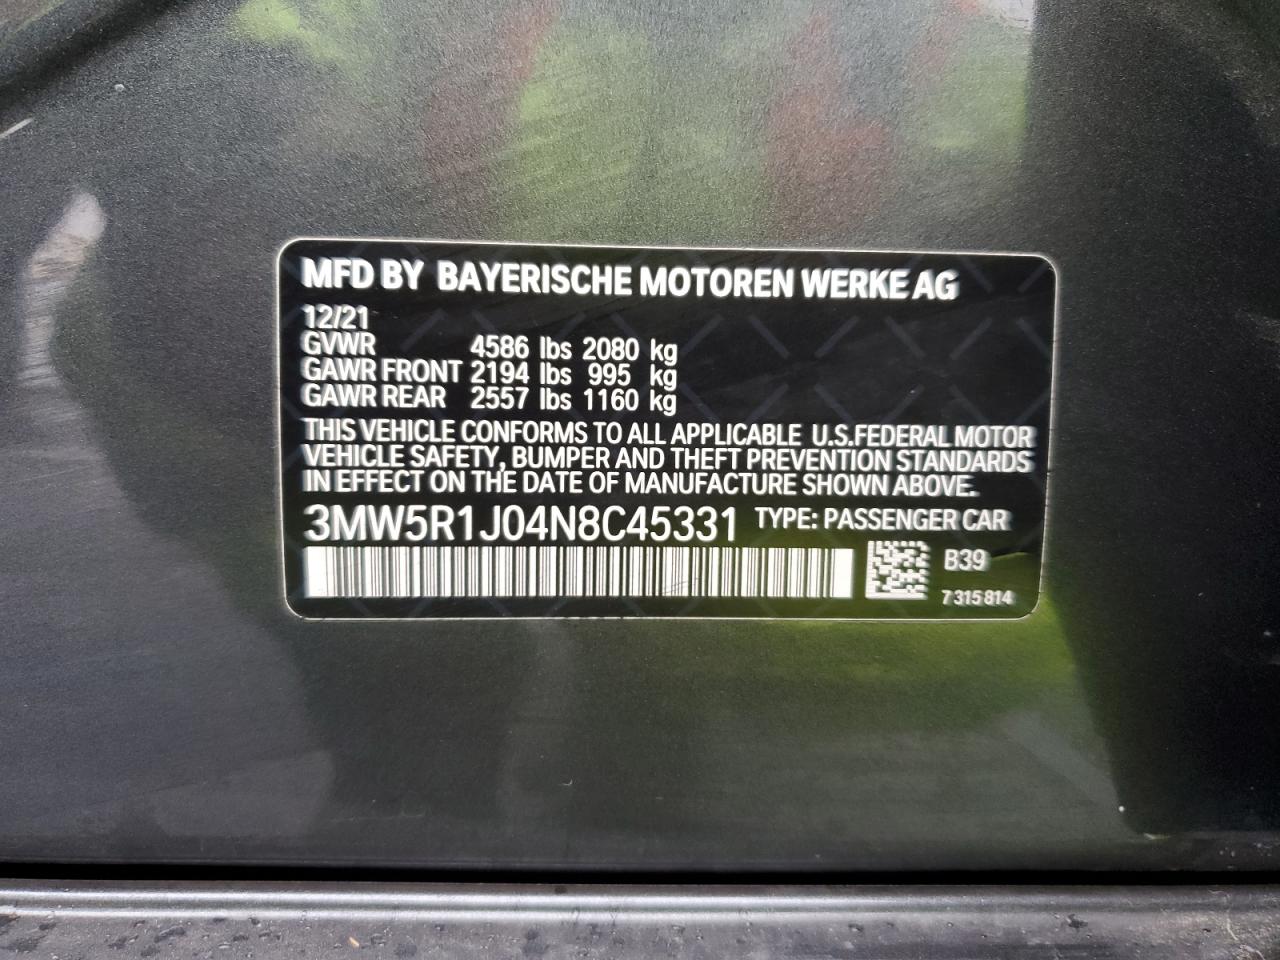 MFD BY BAYERISCHE MOTOREN WERKE AG
12/21
GVWR 4586 lbs 2080 kg
GAWR FRONT 2194 lbs 995 kg
GAWR REAR 2557 lbs 1160 kg
THIS VEHICLE CONFORMS TO ALL APPLICABLE U.S.FEDERAL MOTOR
VEHICLE SAFETY, BUMPER AND THEFT PREVENTION STANDARDS
IN EFFECT ON THE DATE OF MANUFACTURE SHOWN ABOVE.
3MW5R1J04N8C45331 TYPE: PASSENGER CAR
B39
7 315 814